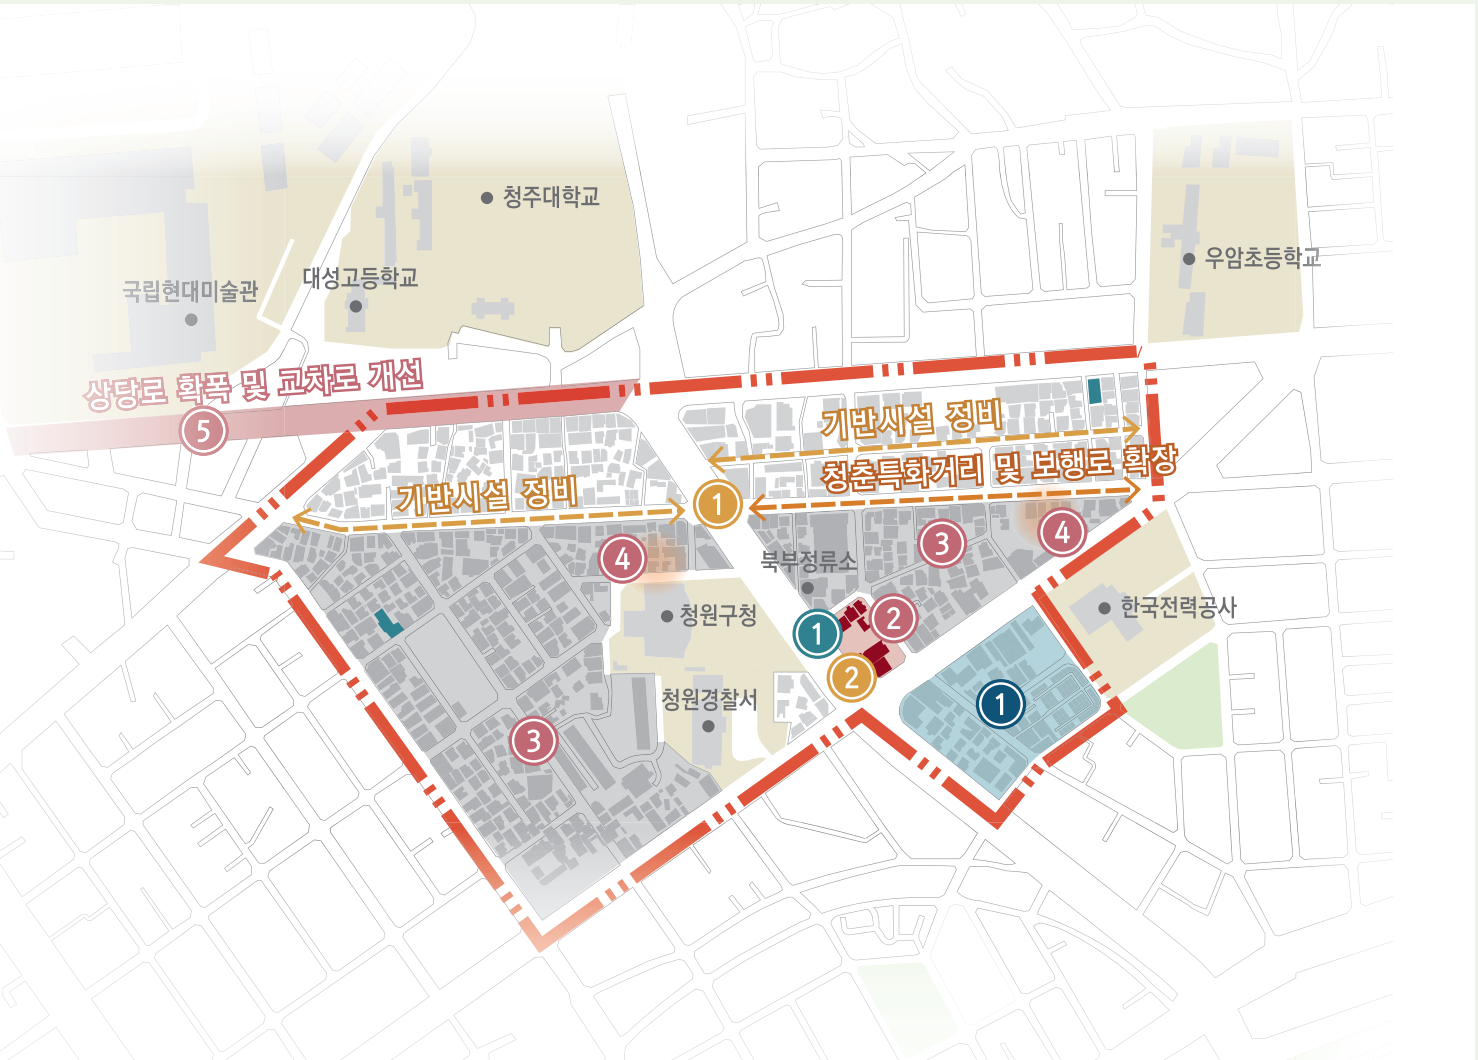 청주대학교
우암초등학교
대성고등학교
국립현대미술관
상당로 확폭 및 교차로 개선
5
기반시설 정비
청춘특화거리 및 보행로 확장
기반시설 정비
1
4
3
4
북부정류소
한국전력공사
청원구청
2
1
2
청원경찰서
1
3